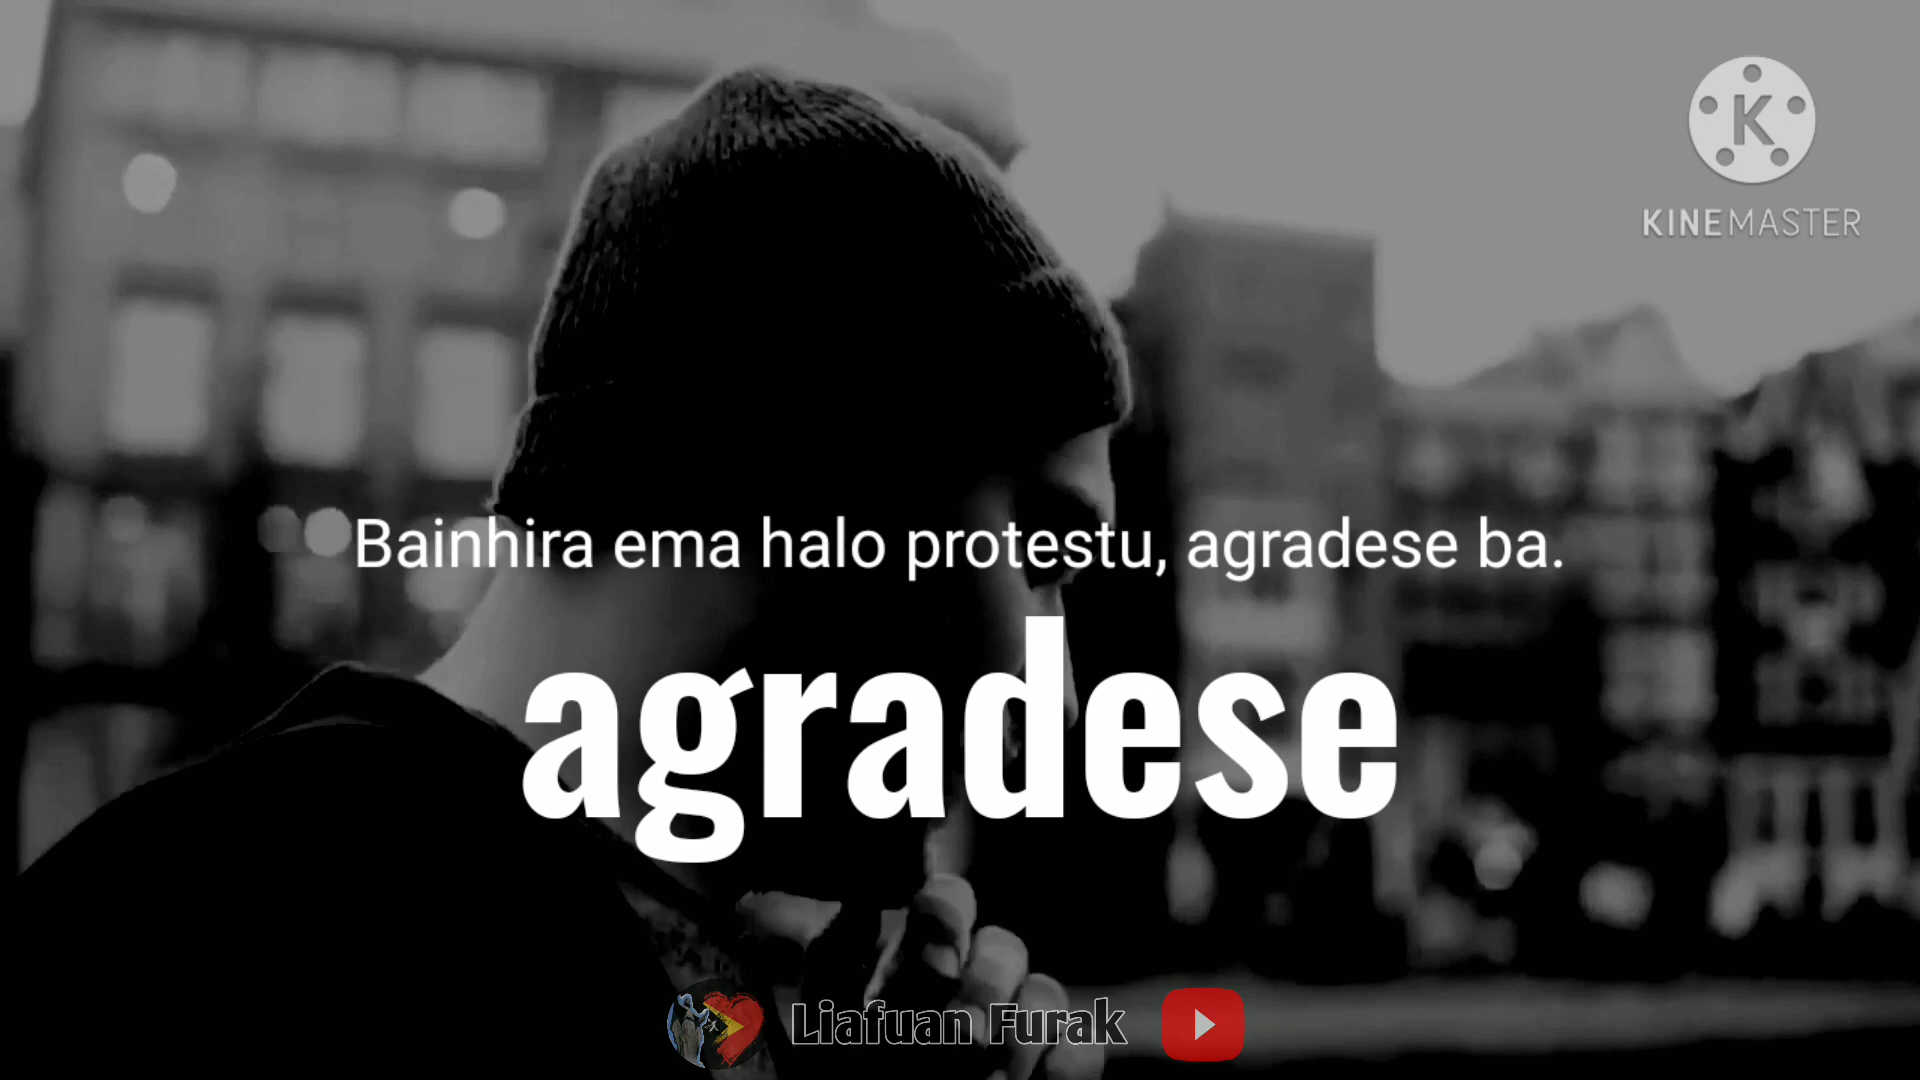 K
KINEMASTER
Bainhira ema halo protestu, agradese ba.
agradese
Liafuan Furak